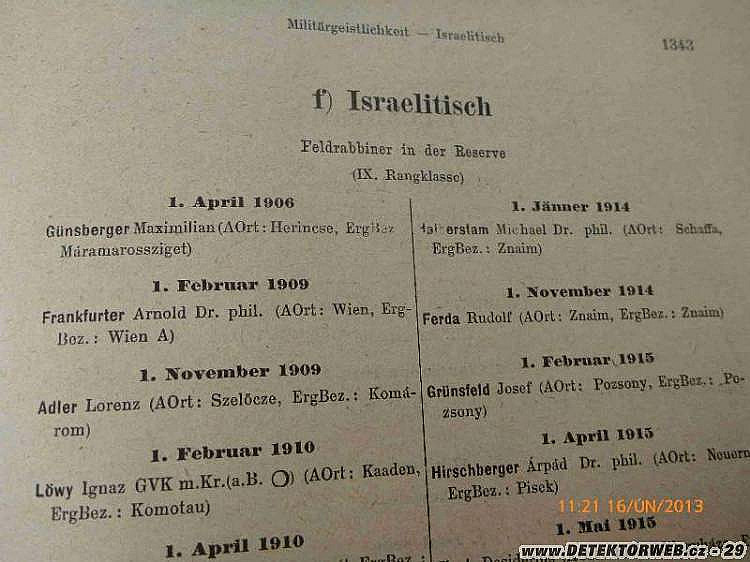 Militärgeistlichkeit — Israelitisch
1343
f) Israelitisch
Feldrabbiner in der Reserve
(IX. Rangklasse)
1. April 1906
Günsberger Maximilian (AOrt: Herincse, ErgBez
Máramarossziget)
1. Februar 1909
Frankfurter Arnold Dr. phil. (AOrt: Wien, Erg-
Bez.: Wien A)
1. November 1909
Adler Lorenz (AOrt: Szelőcze, ErgBez.: Komá-
rom)
1. Februar 1910
Löwy Ignaz GVK m.Kr.(a.B. ) (AOrt: Kaaden,
ErgBez.: Komotau)
1. April 1910
1. Jänner 1914
Michael Dr. phil. (AOrt: Schaffa,
ErgBez.: Znaim)
1. November 1914
Ferda Rudolf (AOrt: Znaim, ErgBez.: Znaim)
1. Februar 1915
Grünsfeld Josef (AOrt: Pozsony, ErgBez.: Po-
zsony)
1. April 1915
Hirschberger Árpád Dr. phil. (AOrt: Neuern
ErgBez.: Pisek)
1. Mai 1915
11:21 16/ÚN/2013
www.DETEKTORWEB.cz - 29